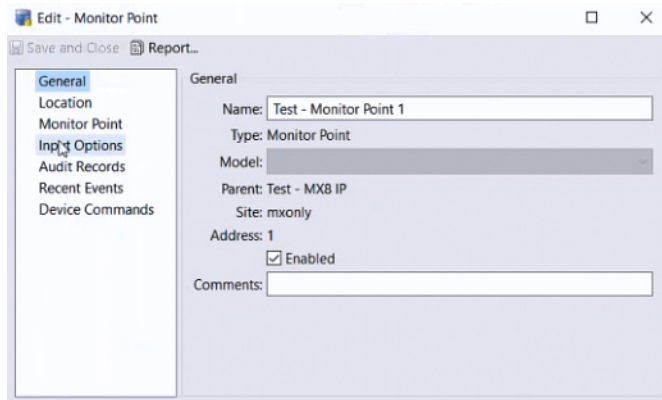 Edit - Monitor Point
Save and Close Report...
General
Location
Monitor Point
Input Options
Audit Records
Recent Events
Device Commands
General
Name: Test - Monitor Point 1
Type: Monitor Point
Model:
Parent: Test - MX8 IP
Site: mxonly
Address: 1
Enabled
Comments: